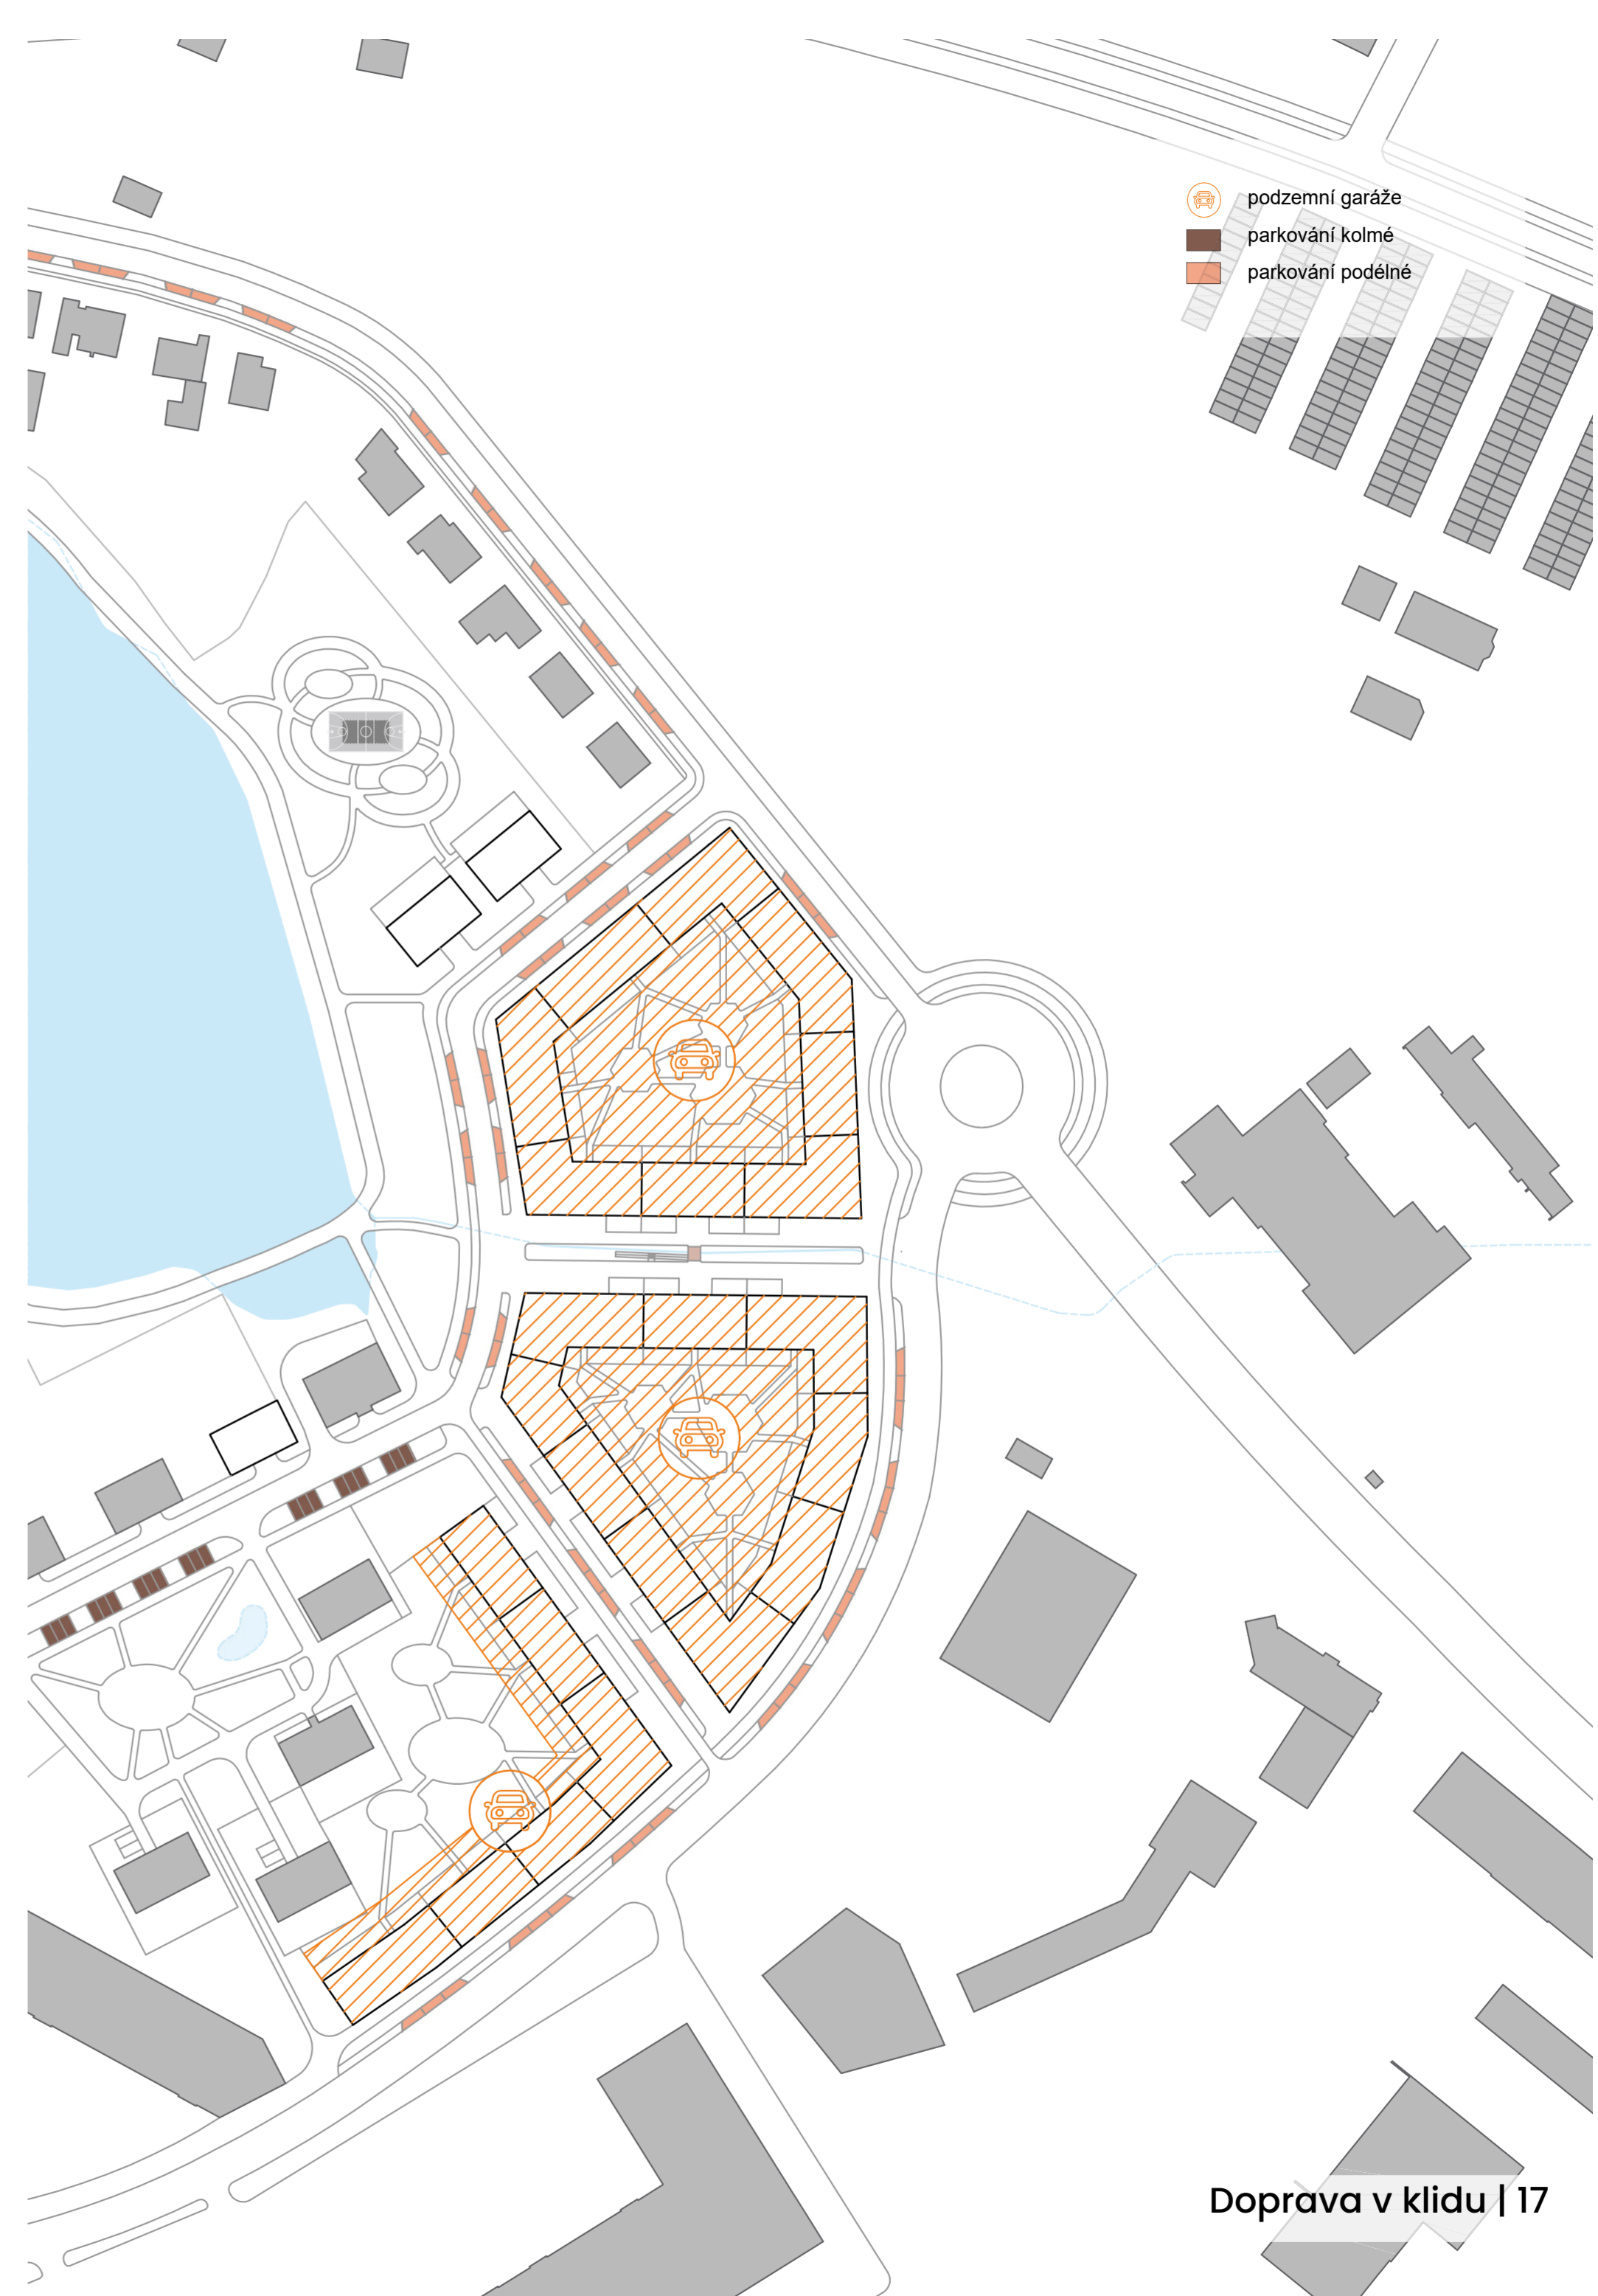 podzemní garáže
parkování kolmé
parkování podélné
Doprava v klidu | 17